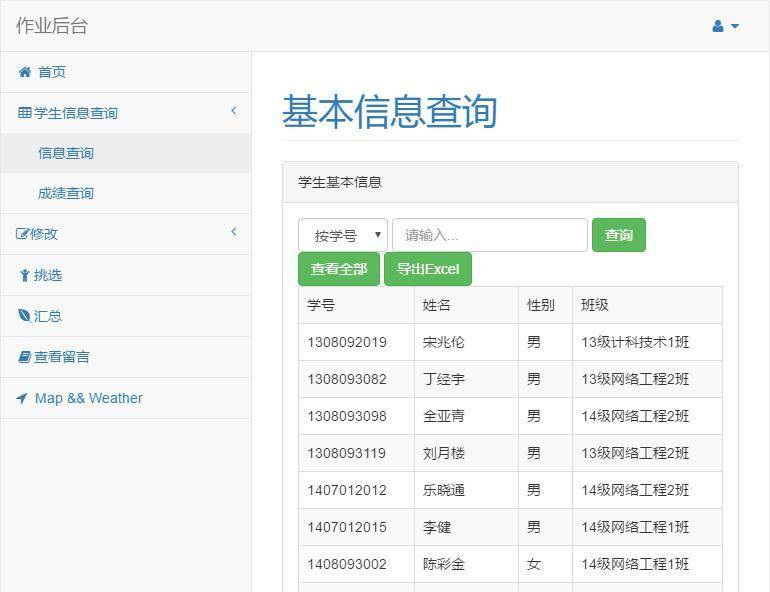 作业后台
首页
学生信息查询
信息查询
成绩查询
修改
挑选
汇总
查看留言
Map && Weather
基本信息查询
学生基本信息
按学号 请输入... 查询
查看全部 导出Excel
学号 姓名 性别 班级
1308092019 宋兆伦 男 13级计科技术1班
1308093082 丁经宇 男 13级网络工程2班
1308093098 全亚青 男 14级网络工程2班
1308093119 刘月楼 男 13级网络工程2班
1407012012 乐晓通 男 14级网络工程2班
1407012015 李健 男 14级网络工程1班
1408093002 陈彩金 女 14级网络工程1班